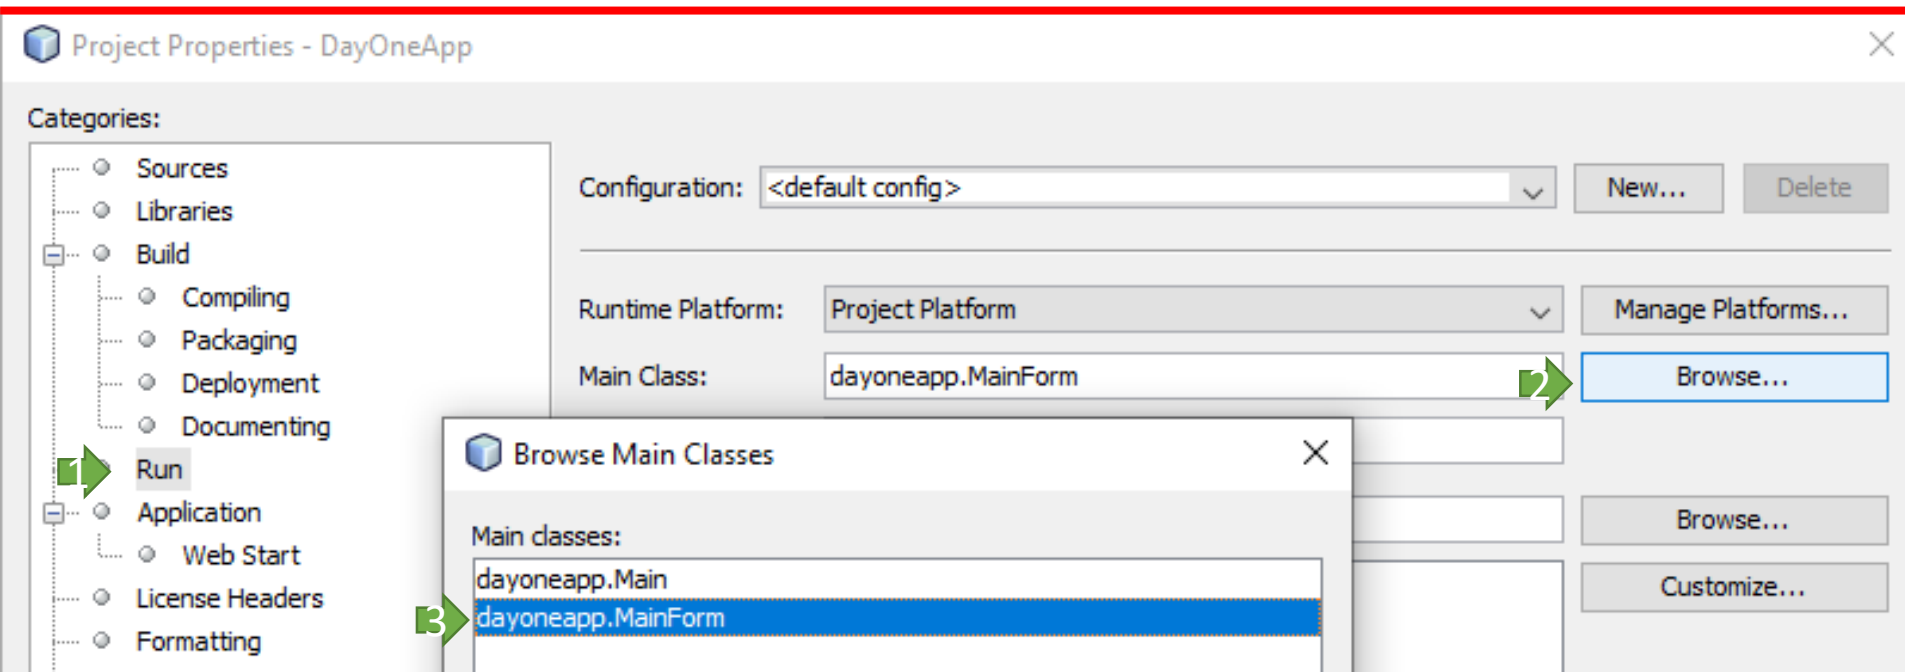 Project Properties - DayOneApp
Categories:
Sources
Libraries
Build
Compiling
Packaging
Deployment
Documenting
1
Run
Application
Web Start
License Headers
Formatting
Configuration: <default config> New... Delete
Runtime Platform: Project Platform Manage Platforms...
Main Class: dayoneapp.MainForm 2 Browse...
Browse...
Customize...
Browse Main Classes
Main classes:
dayoneapp.Main
3 dayoneapp.MainForm